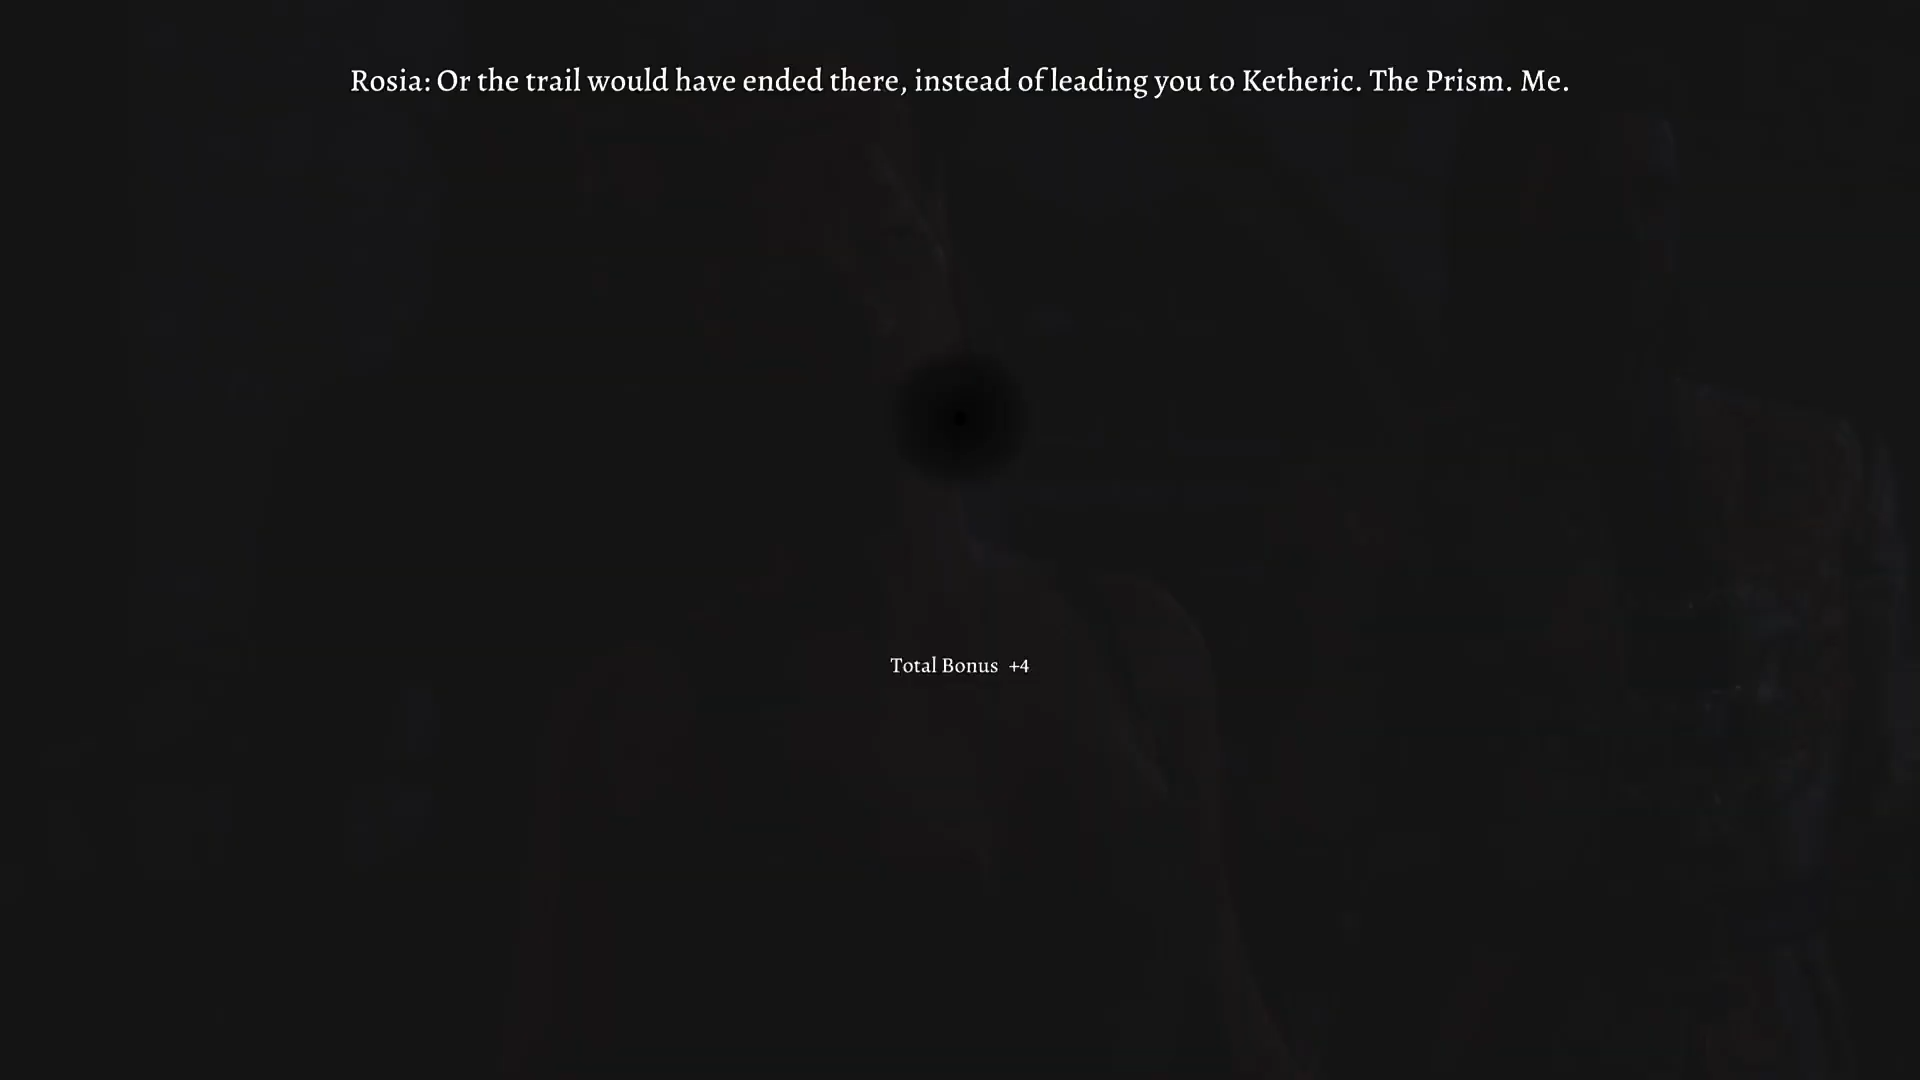 Rosia: Or the trail would have ended there, instead of leading you to Ketheric. The Prism. Me.
Total Bonus +4